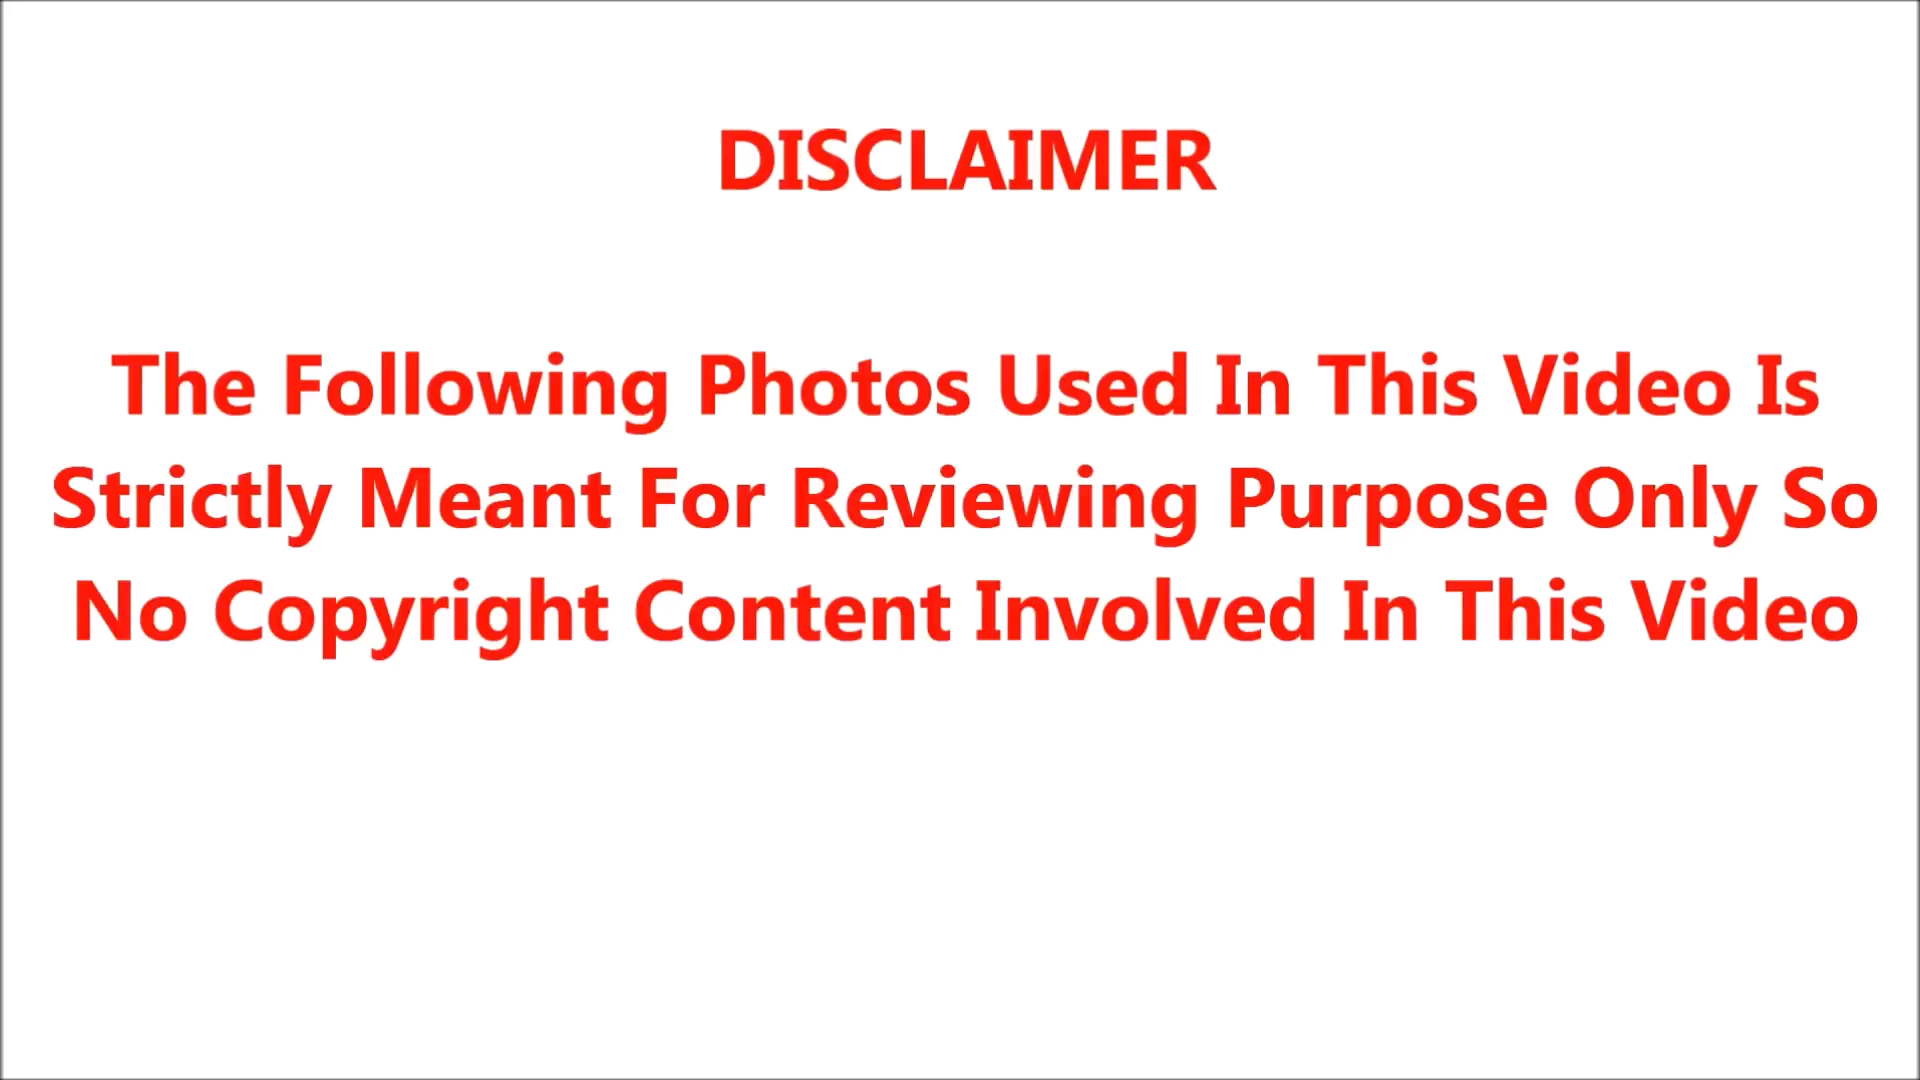 DISCLAIMER
The Following Photos Used In This Video Is
Strictly Meant For Reviewing Purpose Only So
No Copyright Content Involved In This Video